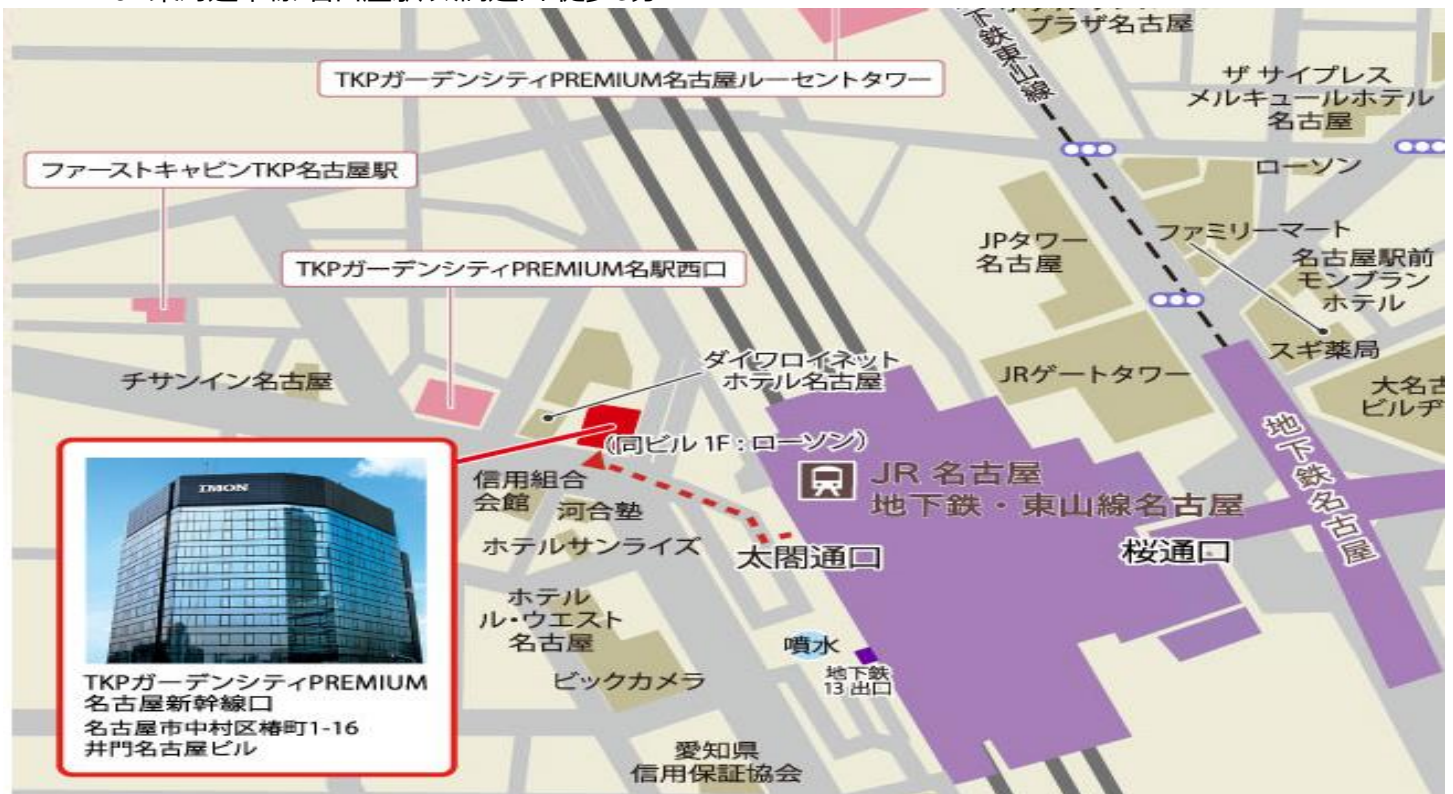 プラザ名古屋
地下鉄東山線
TKPガーデンシティPREMIUM名古屋ルーセントタワー
ザ サイプレス
メルキュールホテル
名古屋
ローソン
ファーストキャビンTKP名古屋駅
JPタワー
名古屋
ファミリーマート
名古屋駅前
モンブラン
ホテル
TKPガーデンシティPREMIUM名駅西口
スギ薬局
チサンイン名古屋
ダイワロイネット
ホテル名古屋
JRゲートタワー
大名古
ビルヂ
(同ビル 1F:ローソン)
地下鉄名古屋
JR 名古屋
地下鉄・東山線名古屋
信用組合
会館
河合塾
ホテルサンライズ
太閤通口
桜通口
ホテル
ル・ウエスト
名古屋
噴水
地下鉄
13 出口
ビックカメラ
愛知県
信用保証協会
IMON
TKPガーデンシティPREMIUM
名古屋新幹線口
名古屋市中村区椿町1-16
井門名古屋ビル